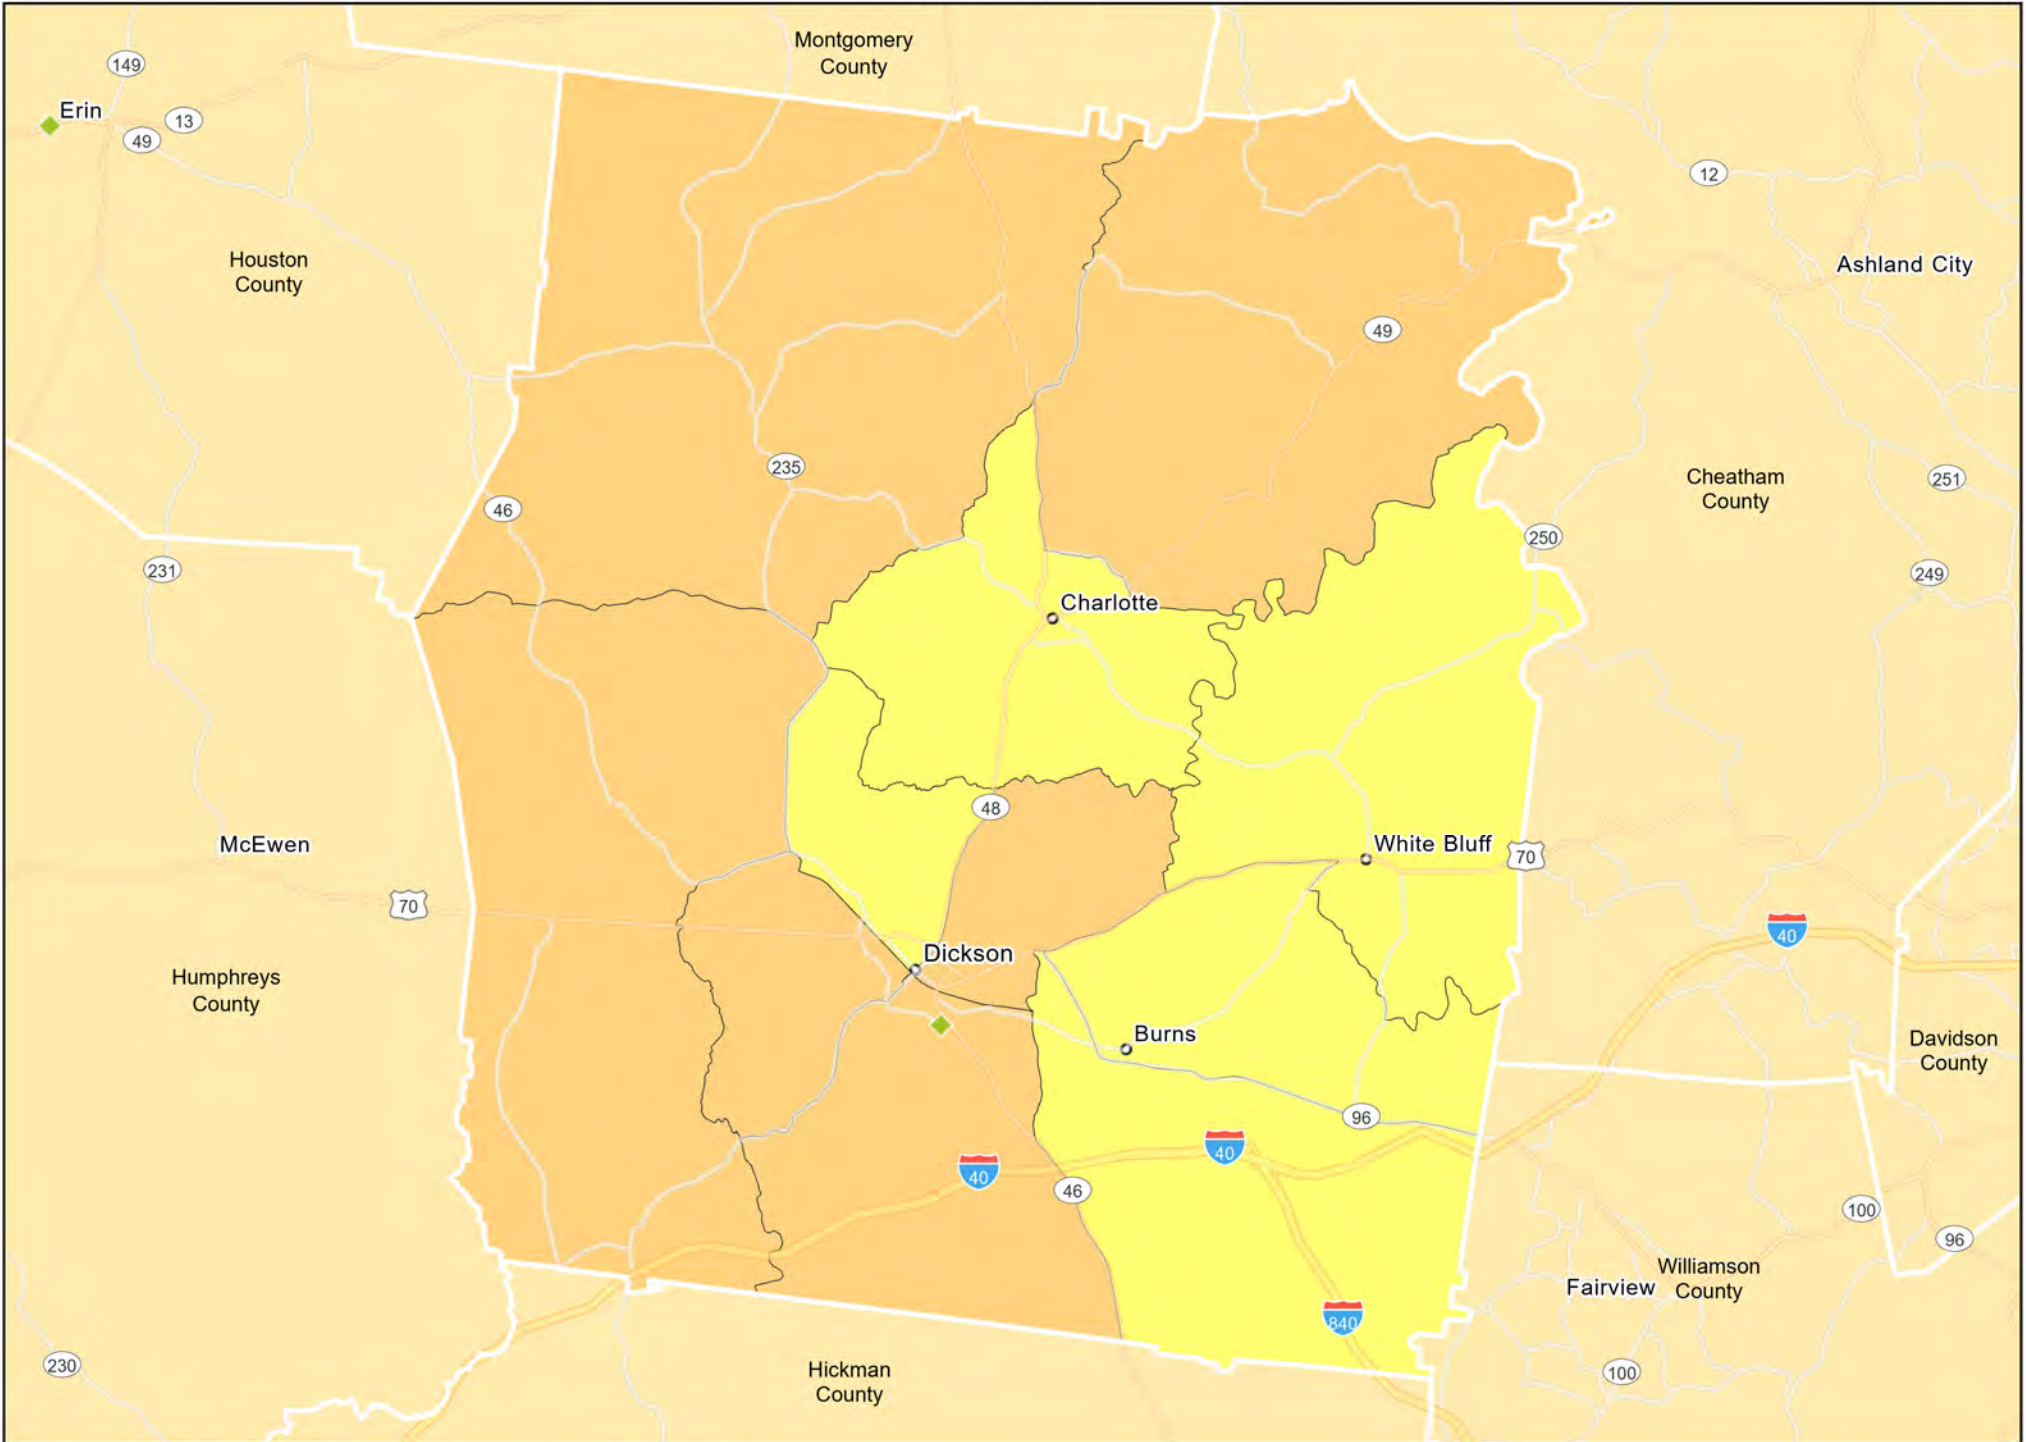 Montgomery
County
149
Erin
13
49
12
Houston
County
Ashland City
49
235
Cheatham
County
251
46
250
231
249
Charlotte
48
McEwen
White Bluff
70
70
40
Dickson
Humphreys
County
Burns
Davidson
County
96
40
40
46
100
96
Williamson
County
Fairview
840
230
Hickman
County
100